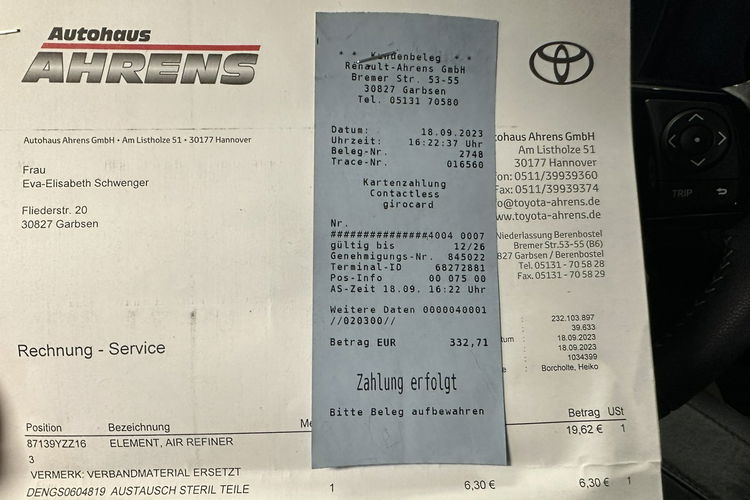 Autohaus
AHRENS
Autohaus Ahrens GmbH • Am Listholze 51 • 30177 Hannover
Frau
Eva-Elisabeth Schwenger
Fliederstr. 20
30827 Garbsen
Rechnung - Service
* * Kundenbeleg * *
Renault-Ahrens GmbH
Bremer Str. 53-55
30827 Garbsen
Tel. 05131 70580
Datum: 18.09.2023
Uhrzeit: 16:22:37 Uhr
Beleg-Nr. 2748
Trace-Nr. 016560
Kartenzahlung
Contactless
girocard
Nr.
###############4004 0007
gültig bis 12/26
Genehmigungs-Nr. 845022
Terminal-ID 68272881
Pos-Info 00 075 00
AS-Zeit 18.09. 16:22 Uhr
Weitere Daten 0000040001
//020300//
Betrag EUR 332,71
Zahlung erfolgt
Bitte Beleg aufbewahren
tohaus Ahrens GmbH
Am Listholze 51
30177 Hannover
fon: 0511/39939360
Fax: 0511/39939374
o@toyota-ahrens.de
www.toyota-ahrens.de
Niederlassung Berenbostel
Bremer Str.53-55 (B6)
827 Garbsen / Berenbostel
Tel. 05131 - 70 58 28
Fax. 05131 - 70 58 29
: 232.103.897
: 39.633
tum : 18.09.2023
: 18.09.2023
: 1034399
: Borcholte, Heiko
Position Bezeichnung Me Betrag USt
87139YZZ16 ELEMENT, AIR REFINER 19,62 € 1
3
VERMERK: VERBANDMATERIAL ERSETZT
DENGS0604819 AUSTAUSCH STERIL TEILE 1 6,30 € 6,30 € 1
TRIP